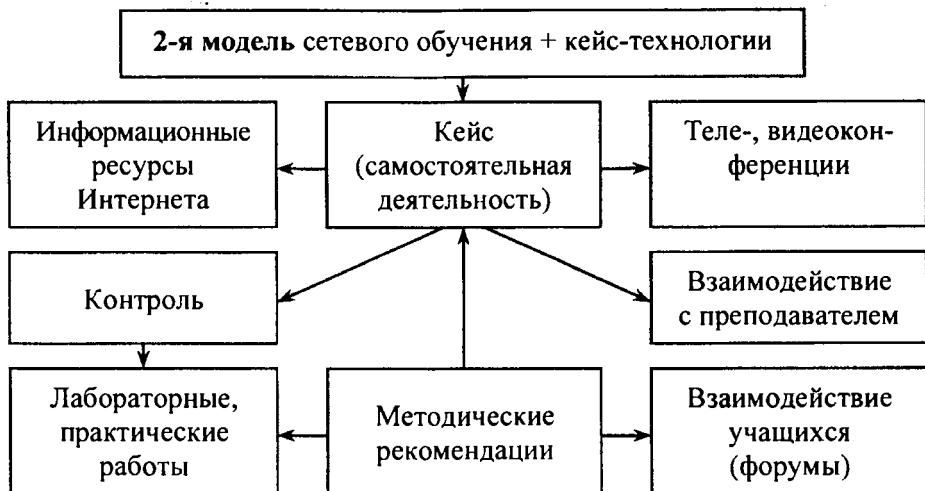 2-я модель сетевого обучения + кейс-технологии
Информационные
ресурсы
Интернета
Кейс
(самостоятельная
деятельность)
Теле-, видеокон-
ференции
Контроль
Взаимодействие
с преподавателем
Лабораторные,
практические
работы
Методические
рекомендации
Взаимодействие
учащихся
(форумы)